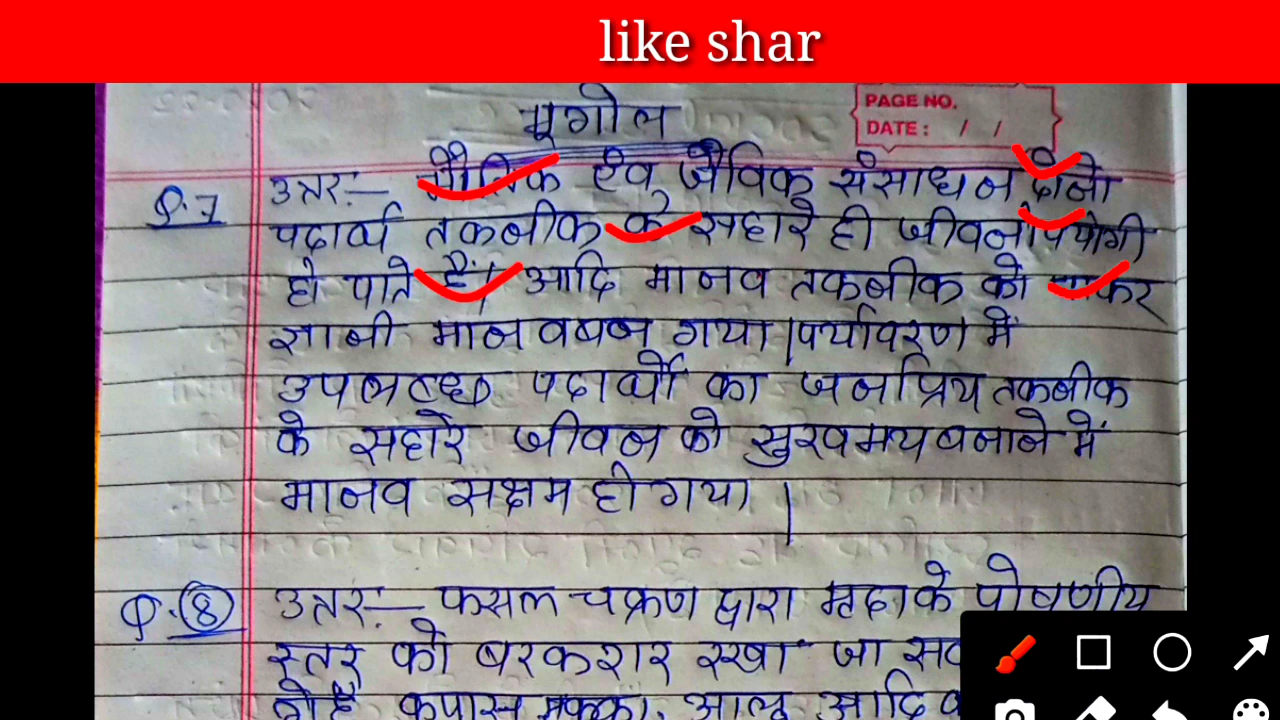 like shar
भूगोल
PAGE NO.
DATE: / /
Q.7 उत्तर:— भौतिक एंव जैविक संसाधन दोनो
पदार्थ तकनीक के सहारे ही जीवनोपयोगी
हो पाते हैं। आदि मानव तकनीक को पाकर
ज्ञानी मानव बन गया। पर्यावरण में
उपलब्ध पदार्थो का जनप्रिय तकनीक
के सहारे जीवन को सुखमय बनाने में
मानव सक्षम हो गया।
Q.8 उत्तर:— फसल चक्रण द्वारा मृदा के पोषणीय
स्तर को बरकरार रखा जा
कपास, मक्का, आलू आदि